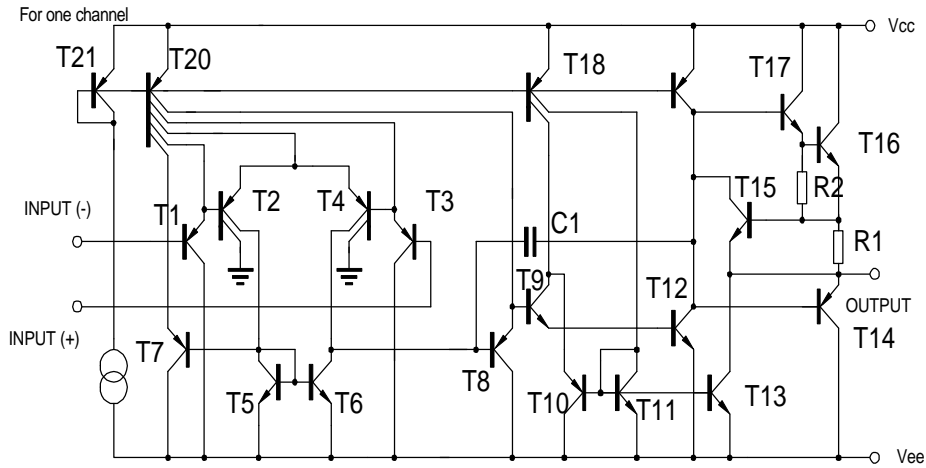 For one channel
Vcc
T21
T20
T18
T17
T16
T15
R2
R1
INPUT (-)
T1
T2
T4
T3
C1
T9
T12
OUTPUT
INPUT (+)
T7
T8
T14
T5
T6
T10
T11
T13
Vee